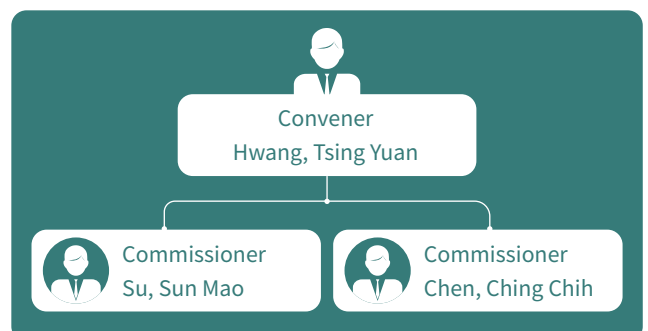 Convener
Hwang, Tsing Yuan
Commissioner
Su, Sun Mao
Commissioner
Chen, Ching Chih